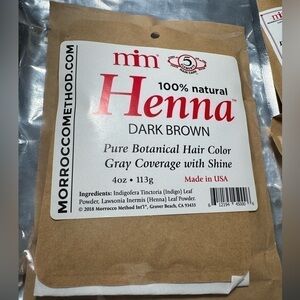 MORROCCOMETHOD.COM
mm 5
100% natural
Henna™
DARK BROWN
Pure Botanical Hair Color
Gray Coverage with Shine
4oz • 113g Made in USA
Ingredients: Indigofera Tinctoria (Indigo) Leaf
Powder, Lawsonia Inermis (Henna) Leaf Powder.
© 2018 Morrocco Method Int'l®, Grover Beach, CA 93433